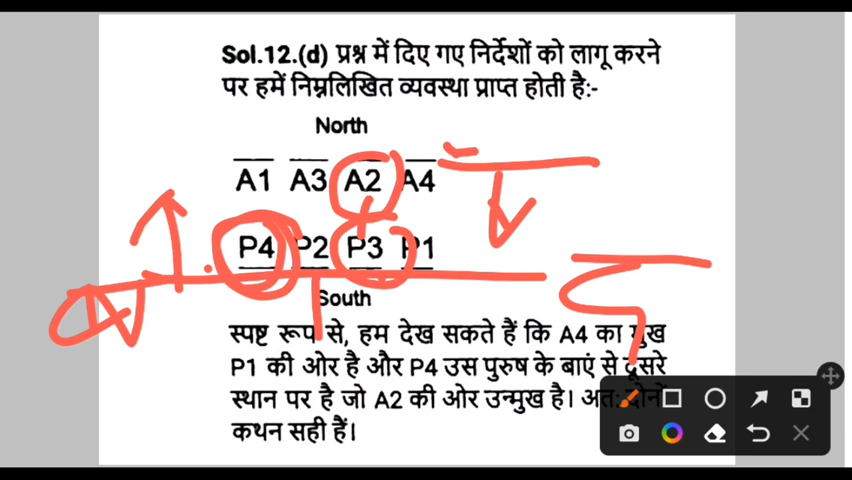 Sol.12.(d) प्रश्न में दिए गए निर्देशों को लागू करने
पर हमें निम्नलिखित व्यवस्था प्राप्त होती है:-
North
A1 A3 A2 A4
P4 P2 P3 P1
South
स्पष्ट रूप से, हम देख सकते हैं कि A4 का मुख
P1 की ओर है और P4 उस पुरुष के बाएं से दूसरे
स्थान पर है जो A2 की ओर उन्मुख है। अतः दोनों
कथन सही हैं।